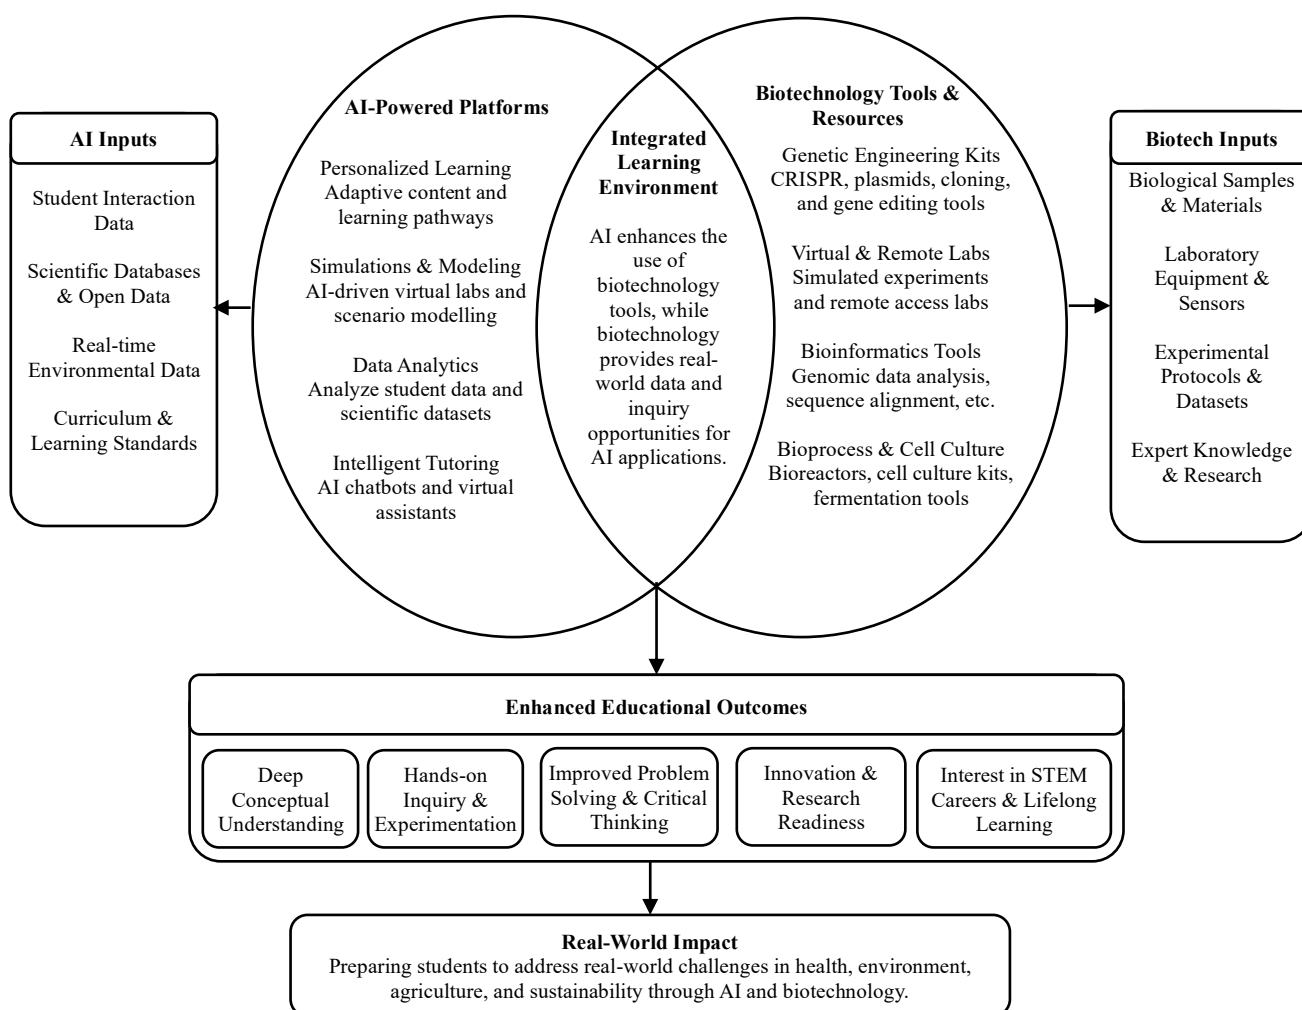 AI Inputs
Student Interaction
Data
Scientific Databases
& Open Data
Real-time
Environmental Data
Curriculum &
Learning Standards
AI-Powered Platforms
Personalized Learning
Adaptive content and
learning pathways
Simulations & Modeling
AI-driven virtual labs and
scenario modelling
Data Analytics
Analyze student data and
scientific datasets
Intelligent Tutoring
AI chatbots and virtual
assistants
Integrated
Learning
Environment
AI enhances the
use of
biotechnology
tools, while
biotechnology
provides real-
world data and
inquiry
opportunities for
AI applications.
Biotechnology Tools &
Resources
Genetic Engineering Kits
CRISPR, plasmids, cloning,
and gene editing tools
Virtual & Remote Labs
Simulated experiments
and remote access labs
Bioinformatics Tools
Genomic data analysis,
sequence alignment, etc.
Bioprocess & Cell Culture
Bioreactors, cell culture kits,
fermentation tools
Biotech Inputs
Biological Samples
& Materials
Laboratory
Equipment &
Sensors
Experimental
Protocols &
Datasets
Expert Knowledge
& Research
Enhanced Educational Outcomes
Deep
Conceptual
Understanding
Hands-on
Inquiry &
Experimentation
Improved Problem
Solving & Critical
Thinking
Innovation &
Research
Readiness
Interest in STEM
Careers & Lifelong
Learning
Real-World Impact
Preparing students to address real-world challenges in health, environment,
agriculture, and sustainability through AI and biotechnology.